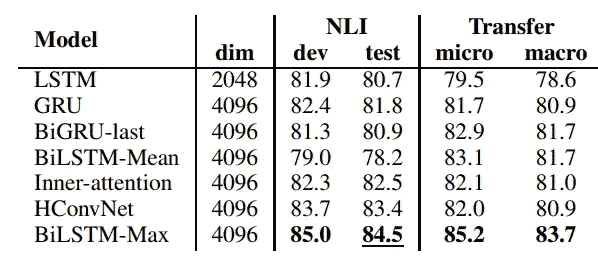 Model NLI Transfer
dim dev test micro macro
LSTM 2048 81.9 80.7 79.5 78.6
GRU 4096 82.4 81.8 81.7 80.9
BiGRU-last 4096 81.3 80.9 82.9 81.7
BiLSTM-Mean 4096 79.0 78.2 83.1 81.7
Inner-attention 4096 82.3 82.5 82.1 81.0
HConvNet 4096 83.7 83.4 82.0 80.9
BiLSTM-Max 4096 85.0 84.5 85.2 83.7